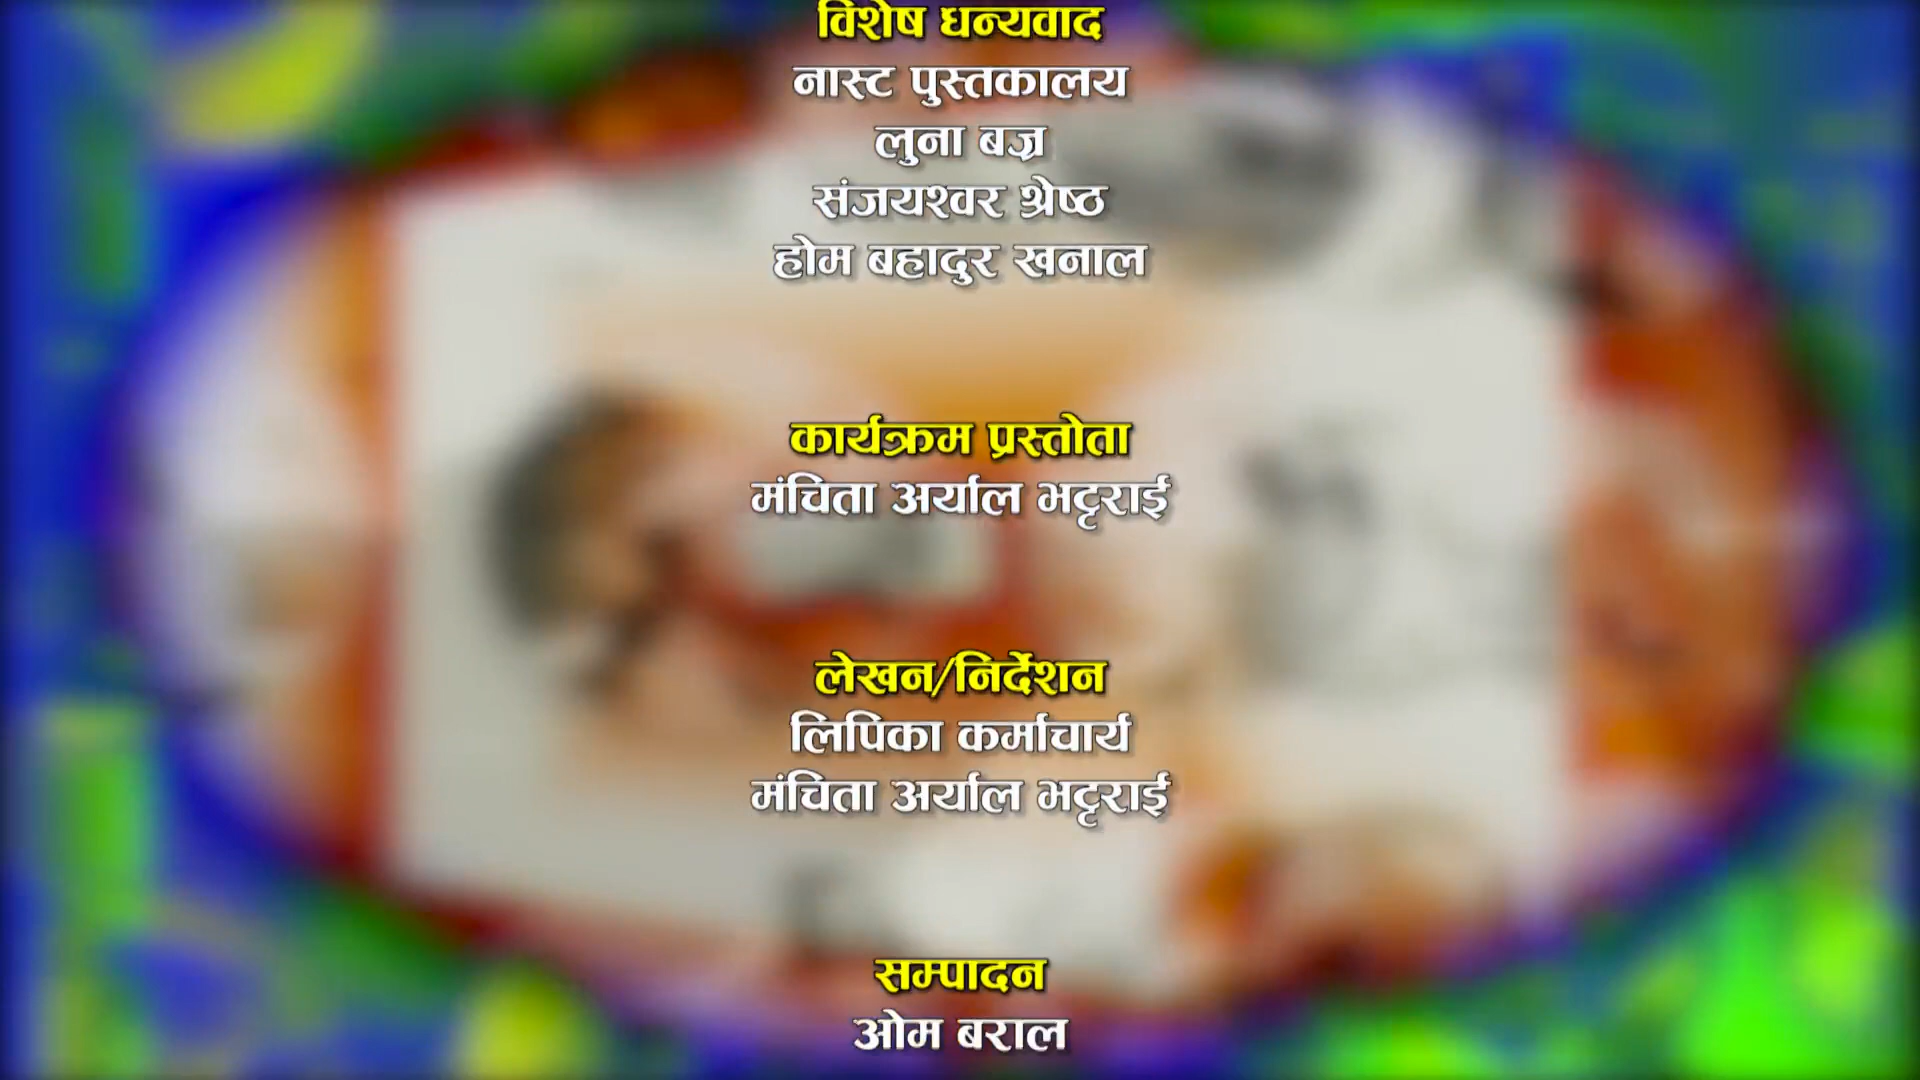 विशेष धन्यवाद
नास्ट पुस्तकालय
लुना बज्र
संजयश्वर श्रेष्ठ
होम बहादुर खनाल
कार्यक्रम प्रस्तोता
मंचिता अर्याल भट्टराई
लेखन/निर्देशन
लिपिका कर्माचार्य
मंचिता अर्याल भट्टराई
सम्पादन
ओम बराल